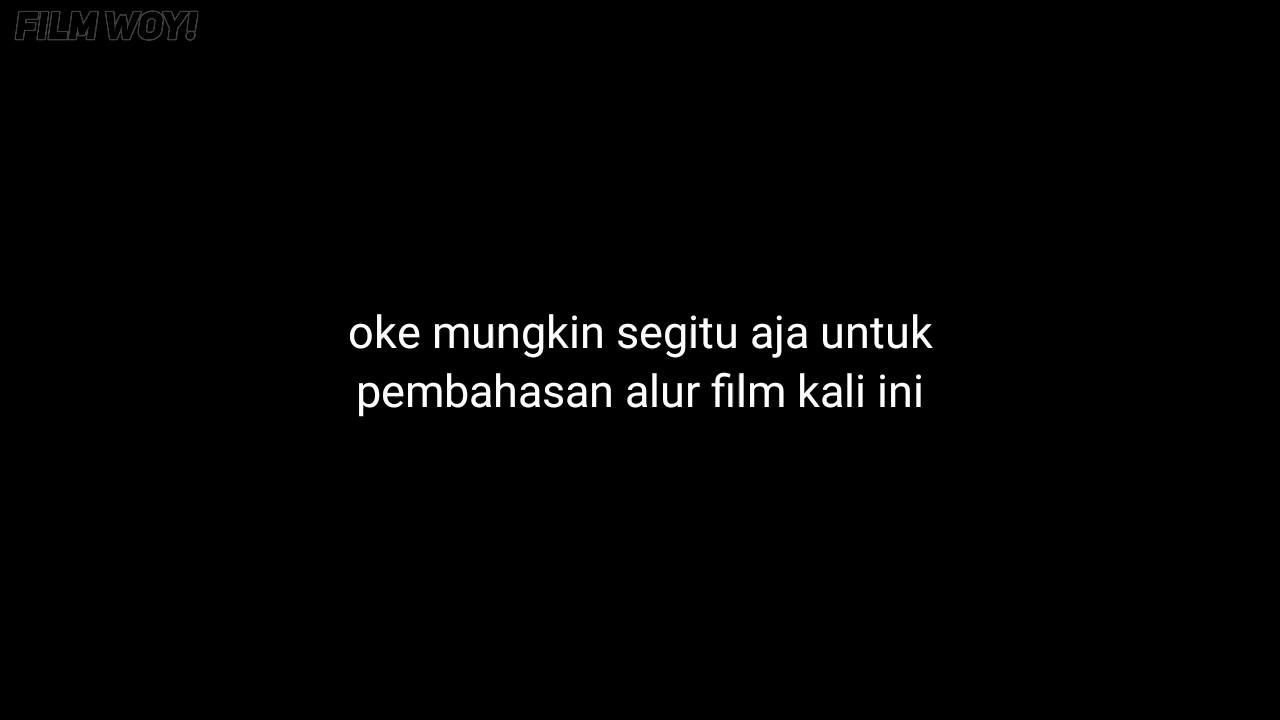 FILM WOY!
oke mungkin segitu aja untuk
pembahasan alur film kali ini